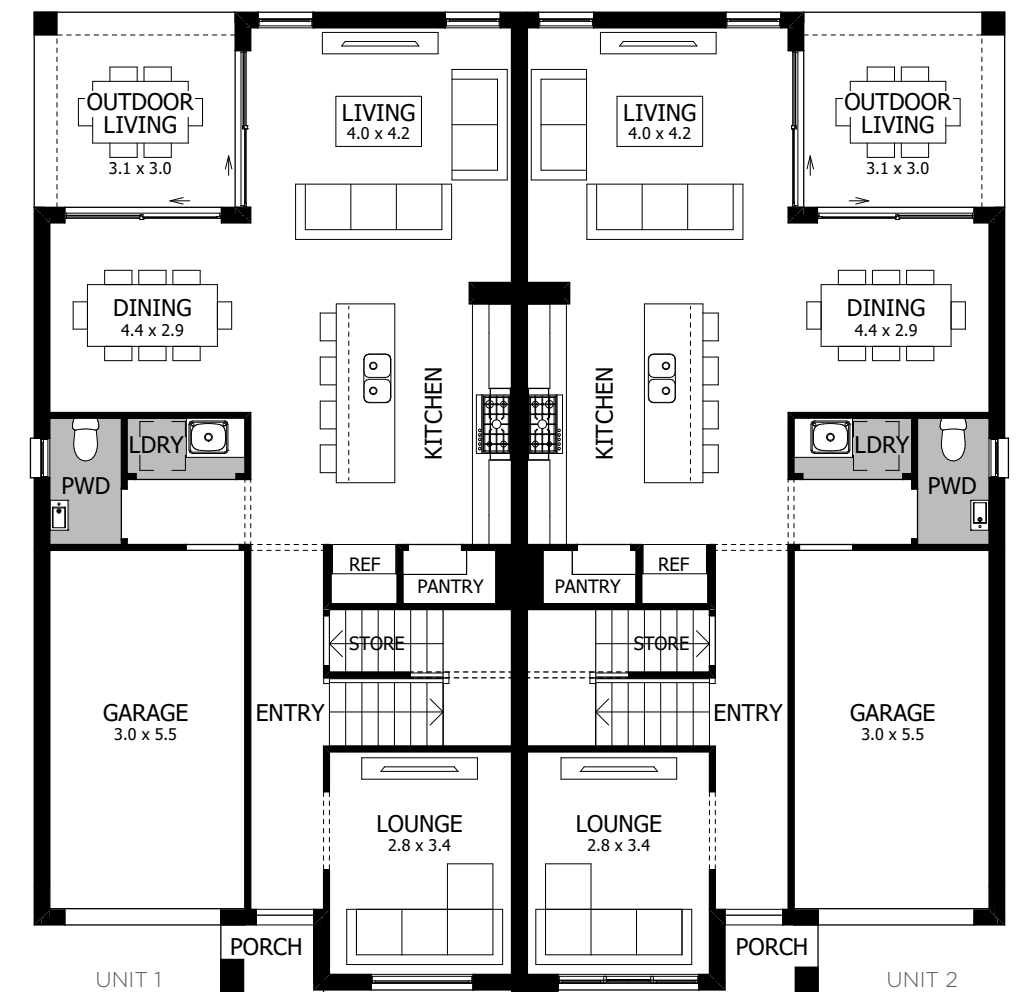 OUTDOOR
LIVING
3.1 x 3.0
LIVING
4.0 x 4.2
LIVING
4.0 x 4.2
OUTDOOR
LIVING
3.1 x 3.0
DINING
4.4 x 2.9
KITCHEN
KITCHEN
DINING
4.4 x 2.9
LDRY
PWD
LDRY
PWD
REF
PANTRY
PANTRY
REF
STORE
STORE
GARAGE
3.0 x 5.5
ENTRY
ENTRY
GARAGE
3.0 x 5.5
LOUNGE
2.8 x 3.4
LOUNGE
2.8 x 3.4
PORCH
PORCH
UNIT 1
UNIT 2